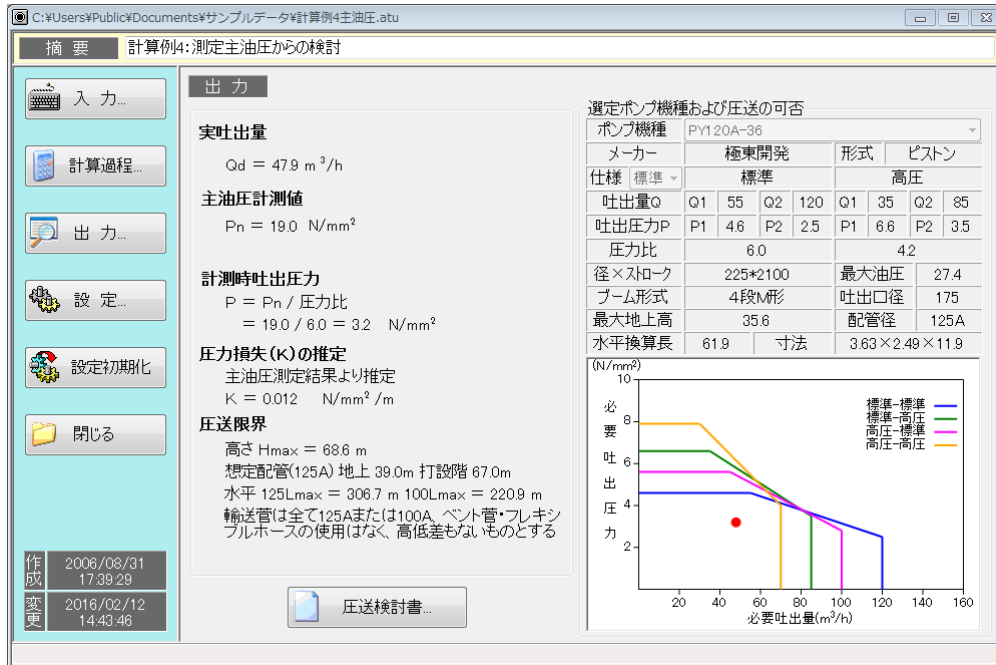 C:¥Users¥Public¥Documents¥サンプルデータ¥計算例4主油圧.atu
摘 要 計算例4:測定主油圧からの検討
入 力...
計算過程...
出 力...
設 定...
設定初期化
閉じる
作成 2006/08/31 17:39:29
変更 2016/02/12 14:43:46
出 力
実吐出量
Qd = 47.9 m³/h
主油圧計測値
Pn = 19.0 N/mm²
計測時吐出圧力
P = Pn / 圧力比
= 19.0 / 6.0 = 3.2 N/mm²
圧力損失(K)の推定
主油圧測定結果より推定
K = 0.012 N/mm² /m
圧送限界
高さ Hmax = 68.6 m
想定配管(125A) 地上 39.0m 打設階 67.0m
水平 125Lmax = 306.7 m 100Lmax = 220.9 m
輸送管は全て125Aまたは100A、ベント管・フレキシ
ブルホースの使用はなく、高低差もないものとする
圧送検討書...
選定ポンプ機種および圧送の可否
ポンプ機種 PY120A-36
メーカー 極東開発 形式 ピストン
仕様 標準 標準 高圧
吐出量Q Q1 55 Q2 120 Q1 35 Q2 85
吐出圧力P P1 4.6 P2 2.5 P1 6.6 P2 3.5
圧力比 6.0 4.2
径×ストローク 225*2100 最大油圧 27.4
ブーム形式 4段M形 吐出口径 175
最大地上高 35.6 配管径 125A
水平換算長 61.9 寸法 3.63×2.49×11.9
(N/mm²)
10
8
6
4
2
必要吐出圧力
標準-標準
標準-高圧
高圧-標準
高圧-高圧
20 40 60 80 100 120 140 160
必要吐出量(m³/h)